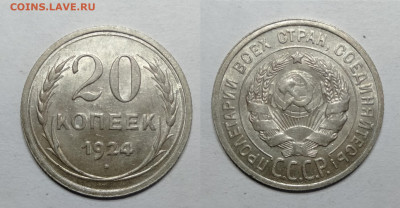 COINS.LAVE.RU
20
КОПЕЕК
1924
ПРОЛЕТАРИИ ВСЕХ СТРАН, СОЕДИНЯЙТЕСЬ!
С.С.С.Р.